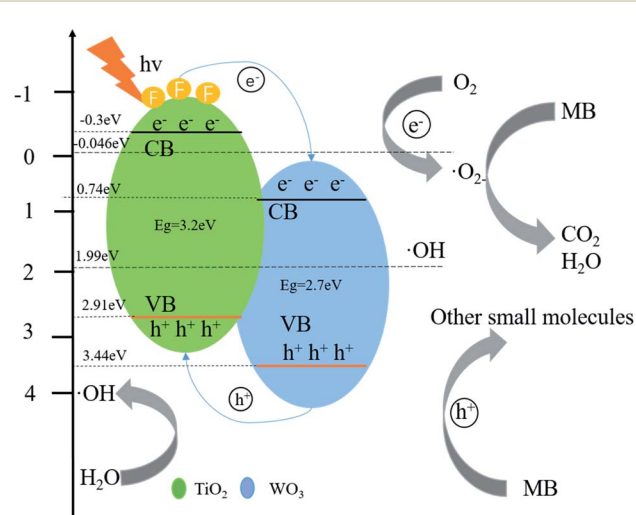 hv
F F F
e⁻
-1
-0.3eV
e⁻ e⁻ e⁻
-0.046eV
CB
0
0.74eV
e⁻ e⁻ e⁻
CB
1
Eg=3.2eV
1.99eV
·OH
2
Eg=2.7eV
2.91eV
VB
h⁺ h⁺ h⁺
VB
3
h⁺ h⁺ h⁺
3.44eV
4
h⁺
·OH
H₂O
TiO₂
WO₃
O₂
e⁻
·O₂-
MB
CO₂
H₂O
Other small molecules
h⁺
MB